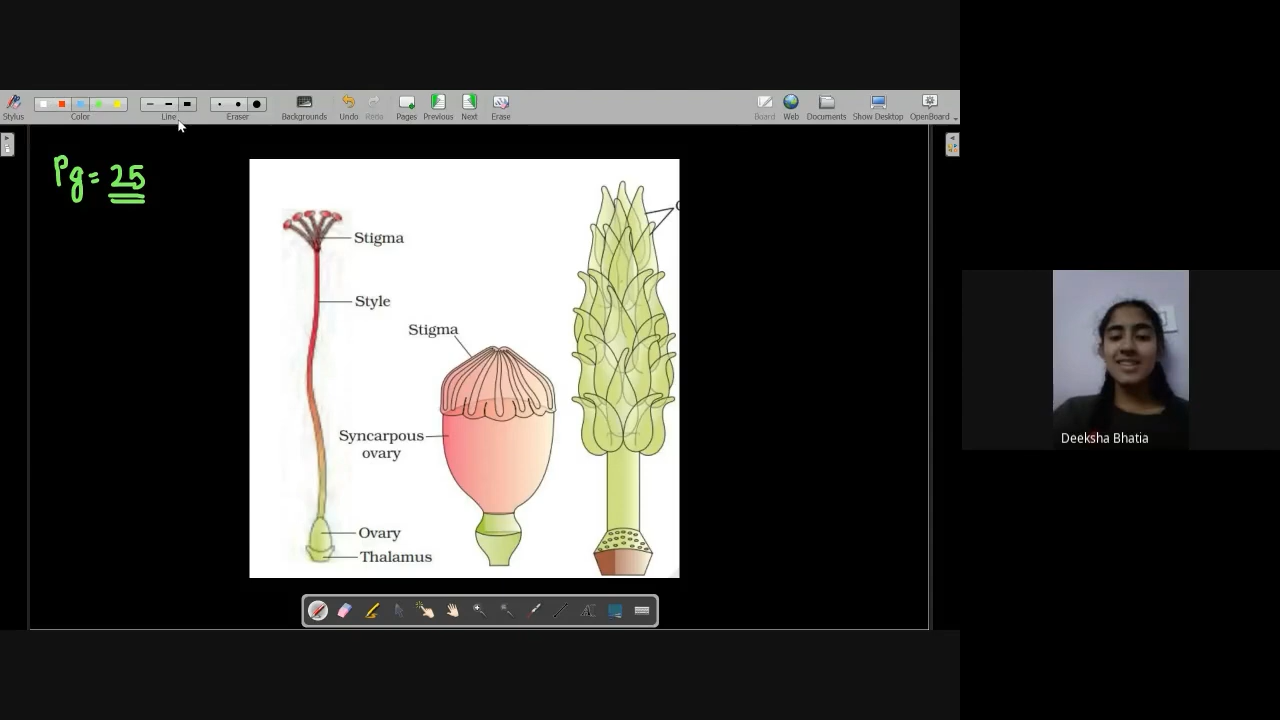 Stylus
Color
Line
Eraser
Backgrounds
Undo
Redo
Pages
Previous
Next
Erase
Board
Web
Documents
Show Desktop
OpenBoard
Pg = 25
Stigma
Style
Stigma
Syncarpous
ovary
Ovary
Thalamus
Deeksha Bhatia